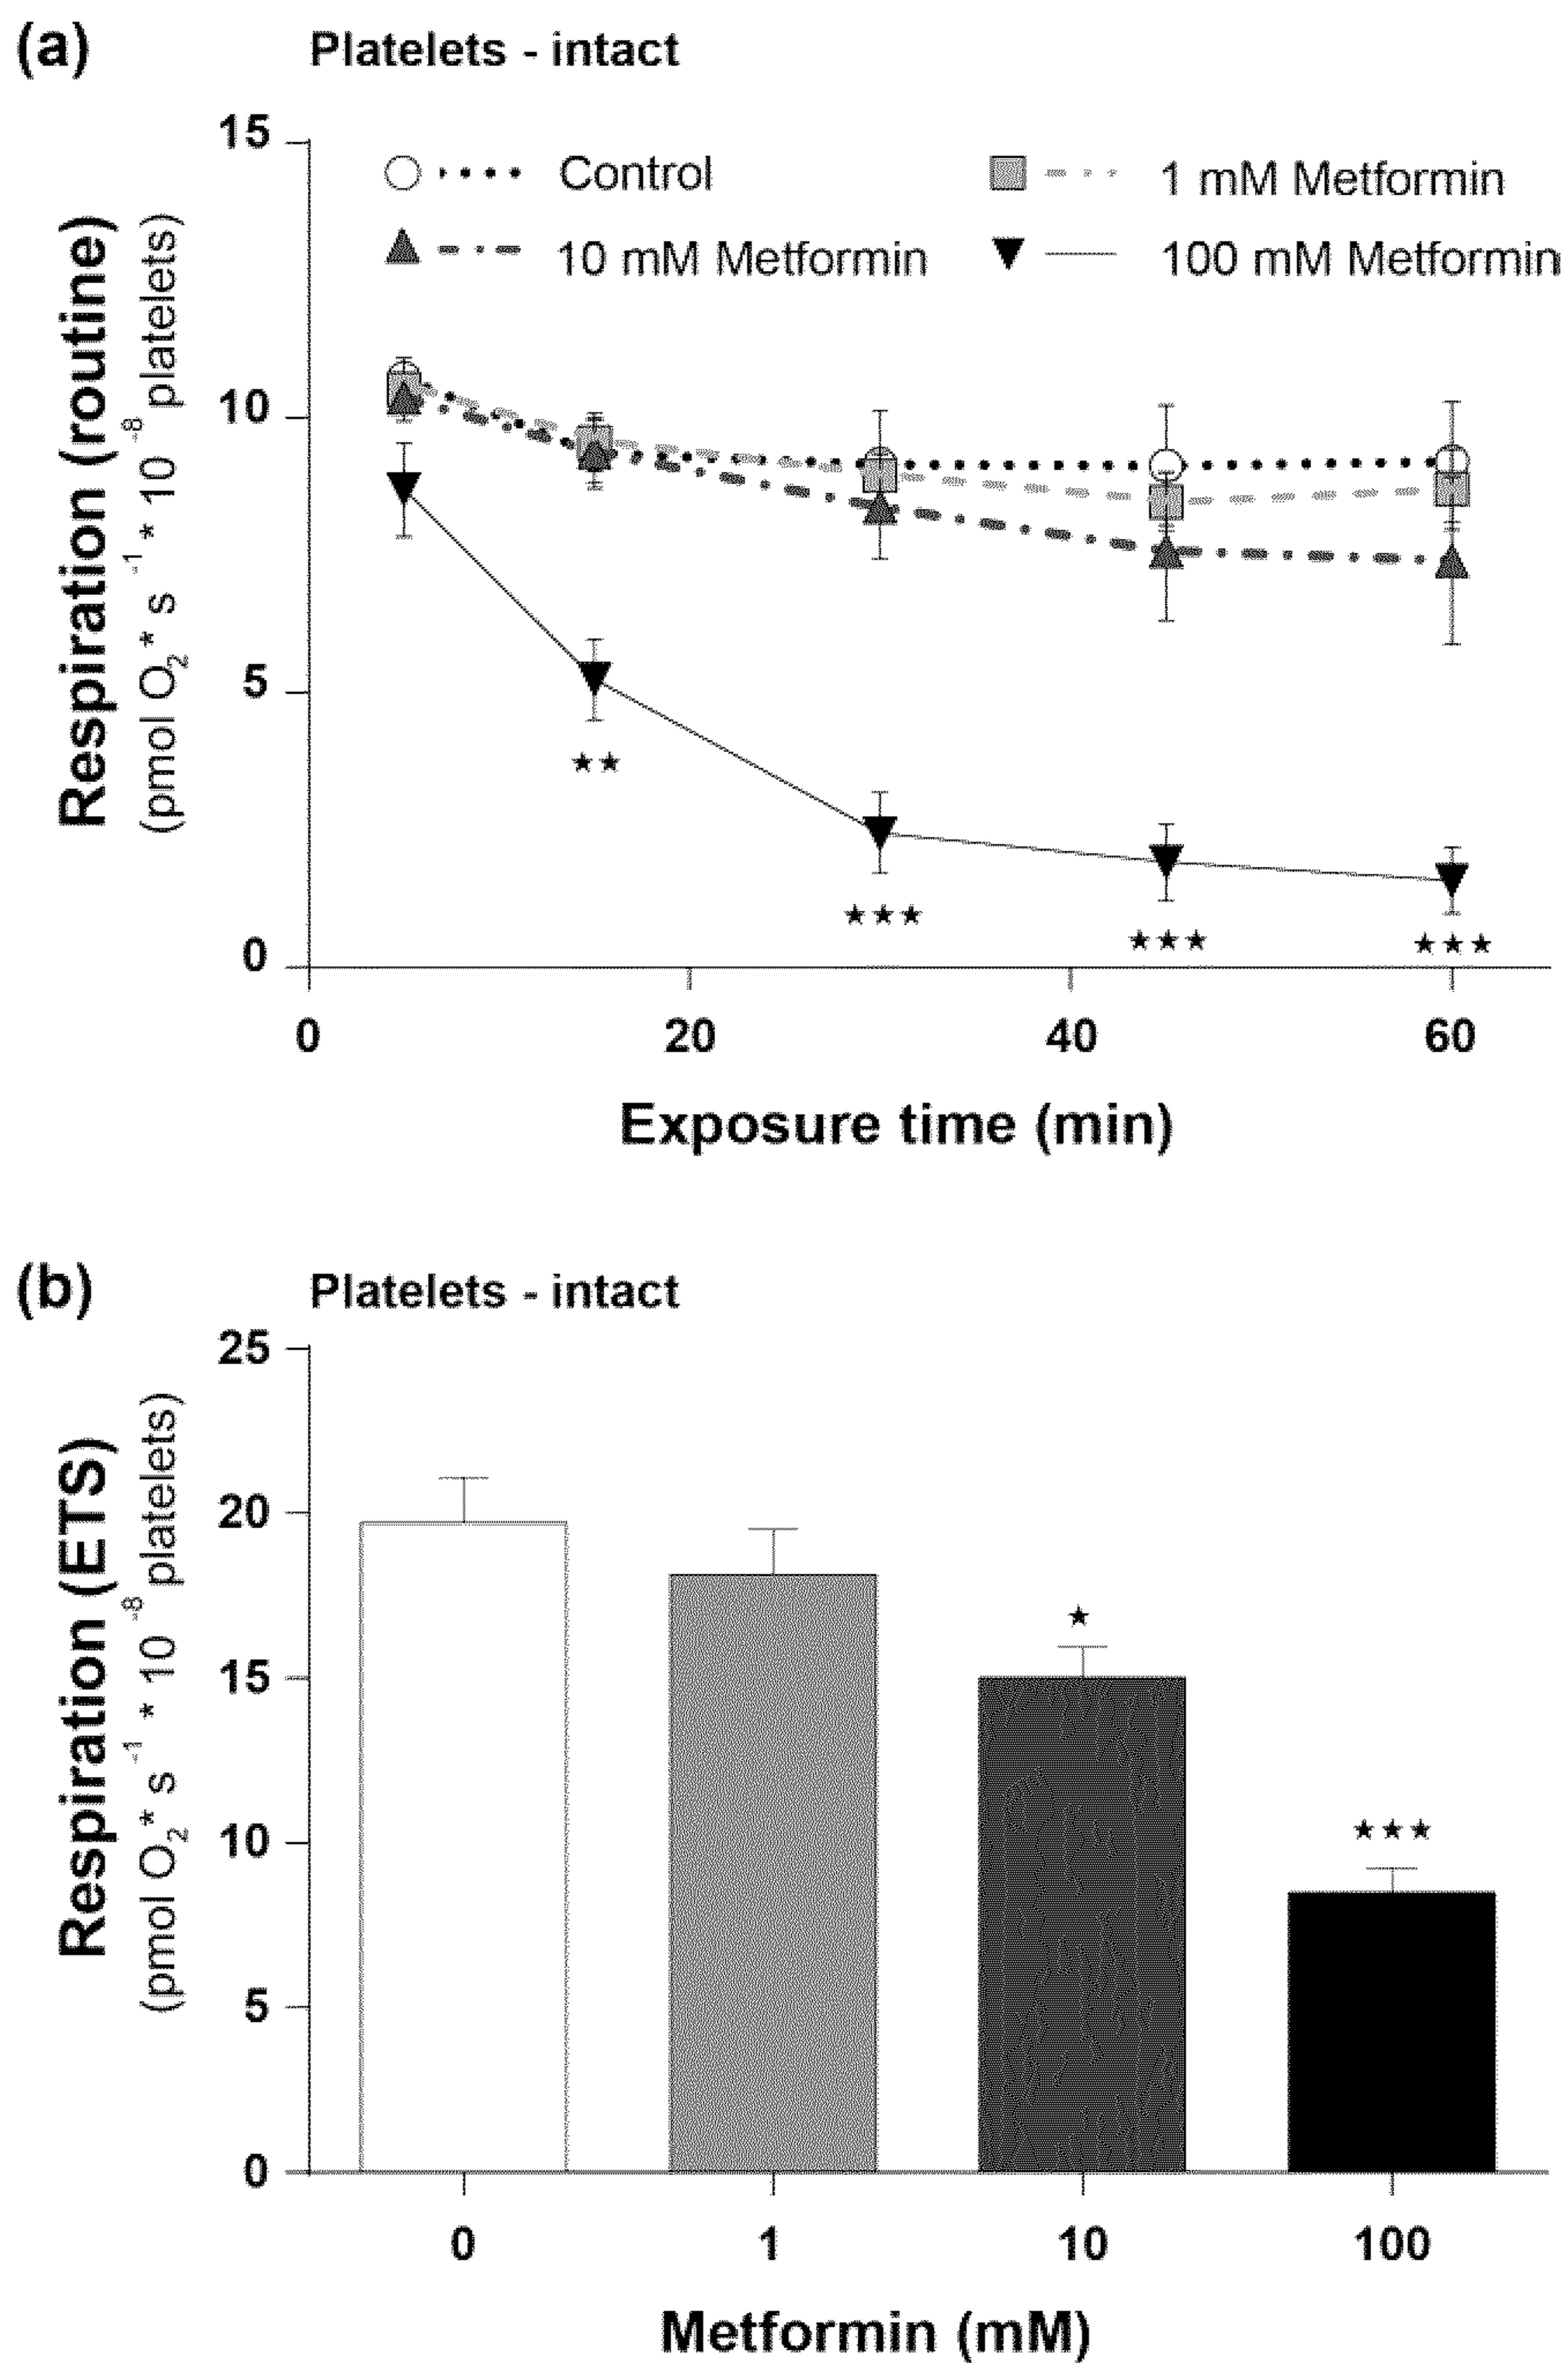 (a) Platelets - intact
Respiration (routine)
(pmol O₂* s⁻¹ * 10⁻⁸ platelets)
15
10
5
0
Control
1 mM Metformin
10 mM Metformin
100 mM Metformin
★★
★★★
★★★
★★★
0 20 40 60
Exposure time (min)
(b) Platelets - intact
Respiration (ETS)
(pmol O₂* s⁻¹ * 10⁻⁸ platelets)
25
20
15
10
5
0
★
★★★
0 1 10 100
Metformin (mM)